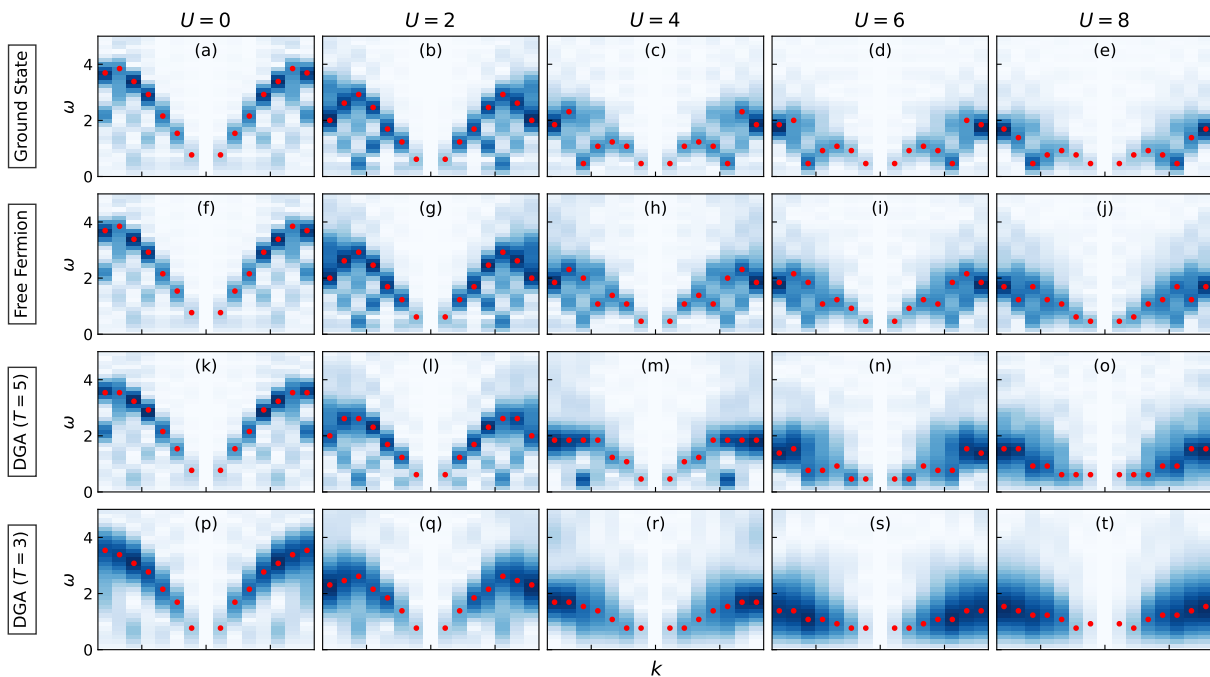 U = 0 U = 2 U = 4 U = 6 U = 8
Ground State
ω
4
2
0
(a) (b) (c) (d) (e)
Free Fermion
ω
4
2
0
(f) (g) (h) (i) (j)
DGA (T = 5)
ω
4
2
0
(k) (l) (m) (n) (o)
DGA (T = 3)
ω
4
2
0
(p) (q) (r) (s) (t)
k